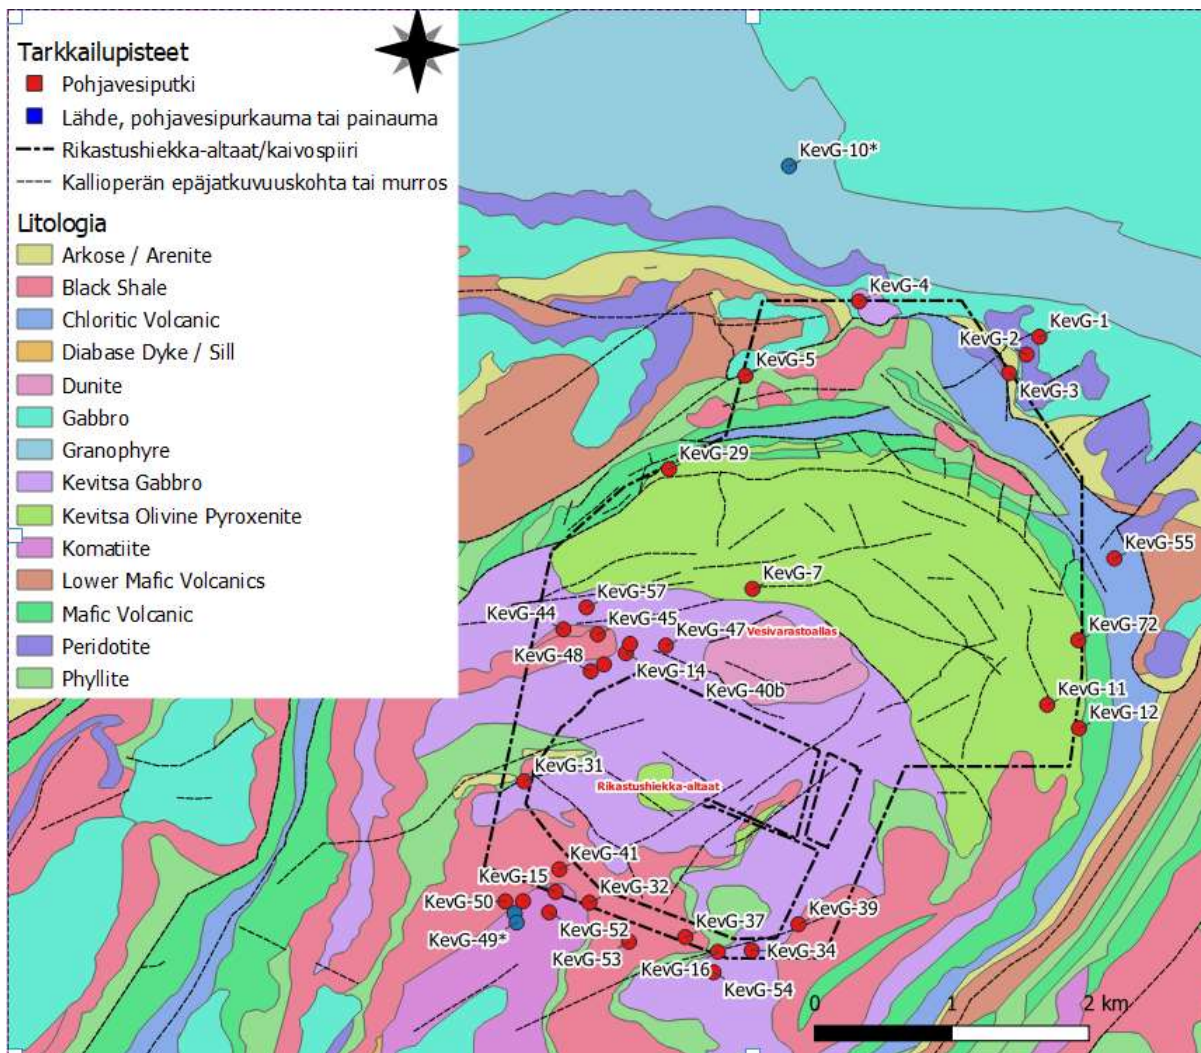 Tarkkailupisteet
Pohjavesiputki
Lähde, pohjavesipurkauma tai painauma
Rikastushiekka-altaat/kaivospiiri
Kallioperän epäjatkuvuuskohta tai murros
Litologia
Arkose / Arenite
Black Shale
Chloritic Volcanic
Diabase Dyke / Sill
Dunite
Gabbro
Granophyre
Kevitsa Gabbro
Kevitsa Olivine Pyroxenite
Komatiite
Lower Mafic Volcanics
Mafic Volcanic
Peridotite
Phyllite
KevG-10*
KevG-4
KevG-1
KevG-2
KevG-5
KevG-3
KevG-29
KevG-55
KevG-7
KevG-57
KevG-44
KevG-45
KevG-47
Vesivarastoallas
KevG-72
KevG-48
KevG-14
KevG-40b
KevG-11
KevG-12
KevG-31
Rikastushiekka-altaat
KevG-41
KevG-15
KevG-32
KevG-50
KevG-37
KevG-39
KevG-49*
KevG-52
KevG-53
KevG-34
KevG-16
KevG-54
0 1 2 km